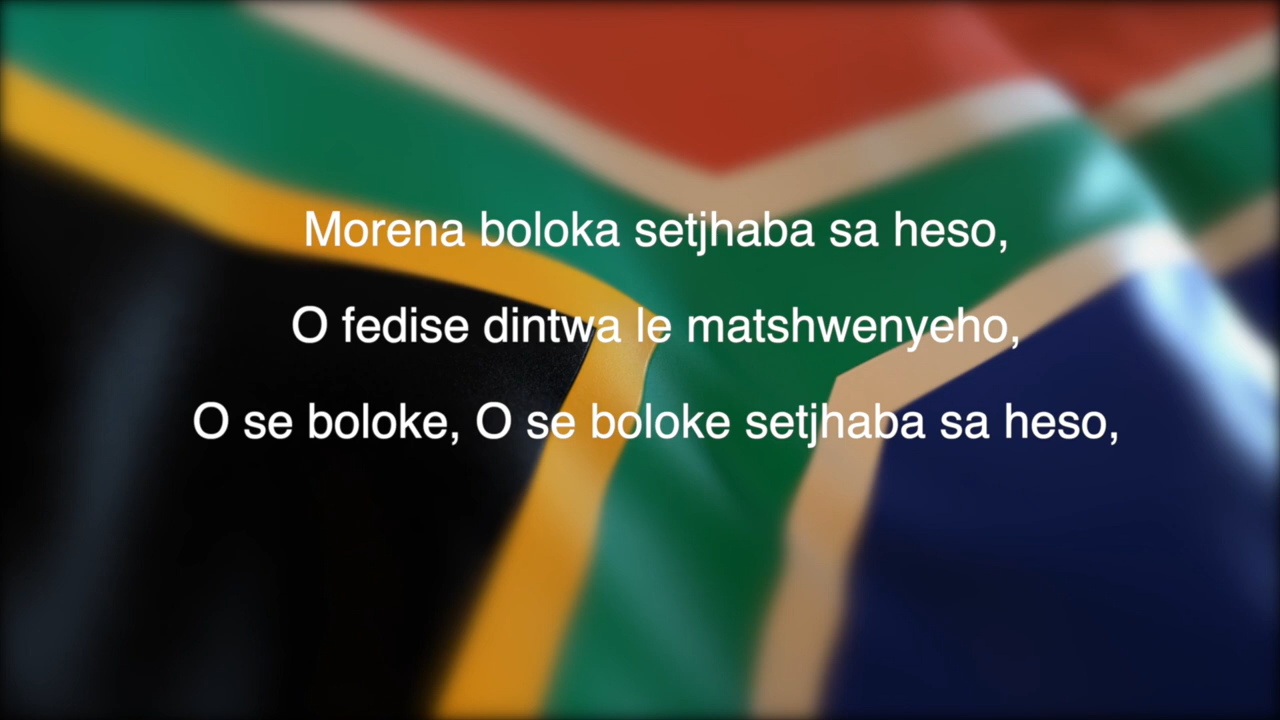 Morena boloka setjhaba sa heso,
O fedise dintwa le matshwenyeho,
O se boloke, O se boloke setjhaba sa heso,